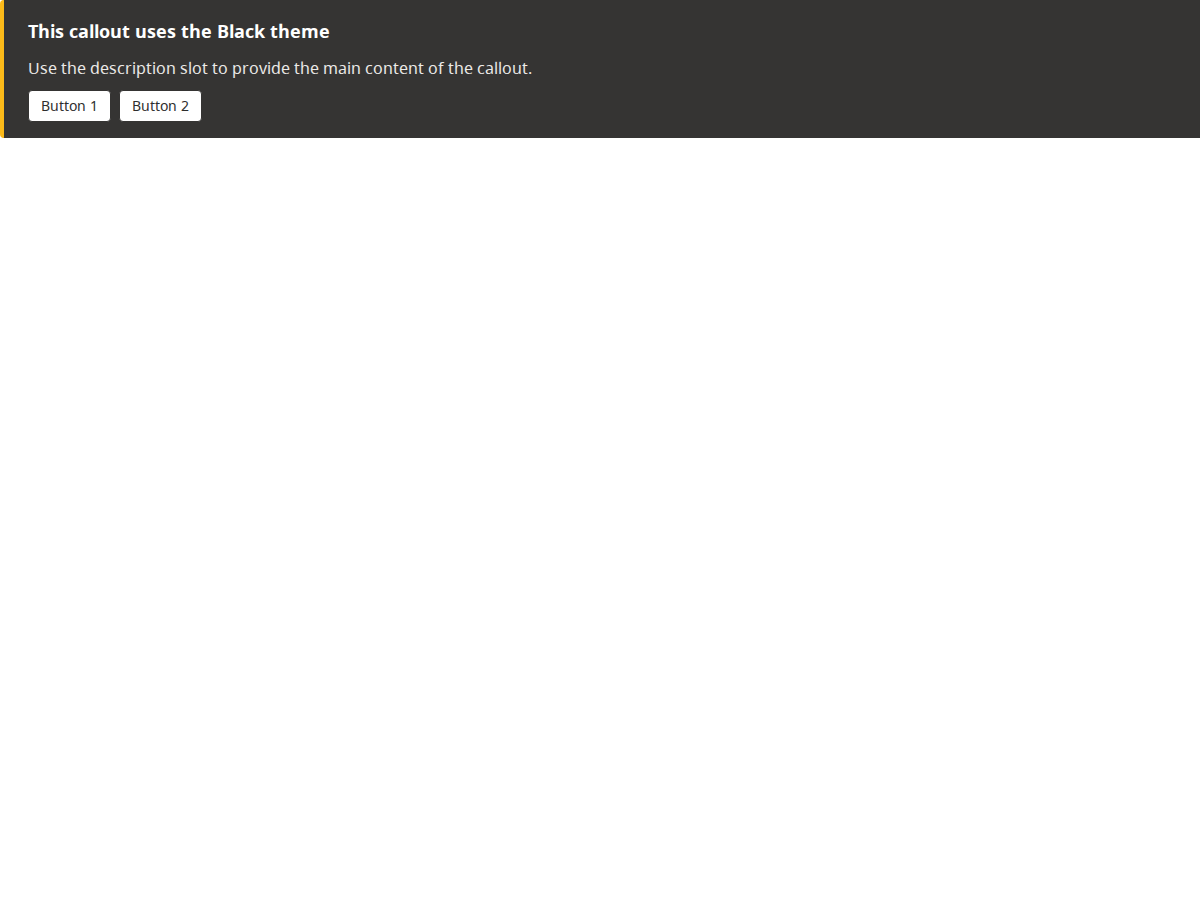 This callout uses the Black theme
Use the description slot to provide the main content of the callout.
Button 1 Button 2